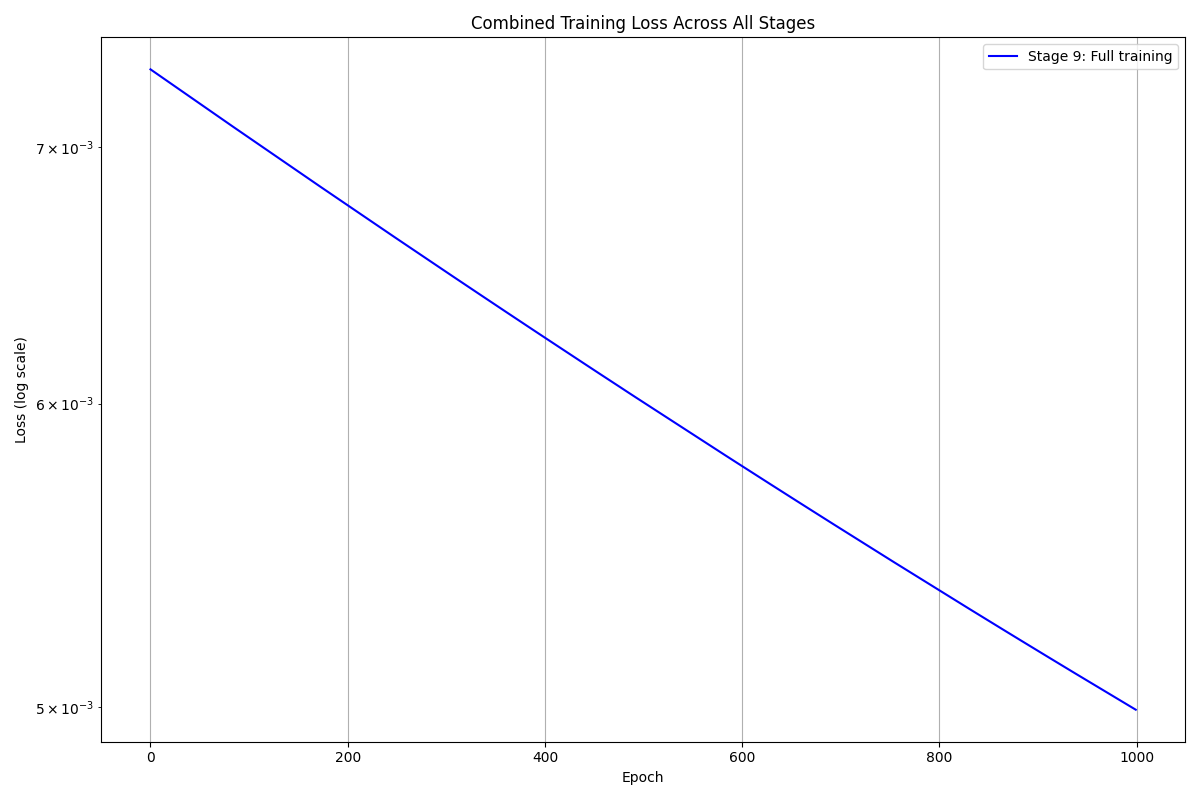 Combined Training Loss Across All Stages
Stage 9: Full training
Loss (log scale)
7 × 10⁻³
6 × 10⁻³
5 × 10⁻³
0 200 400 600 800 1000
Epoch